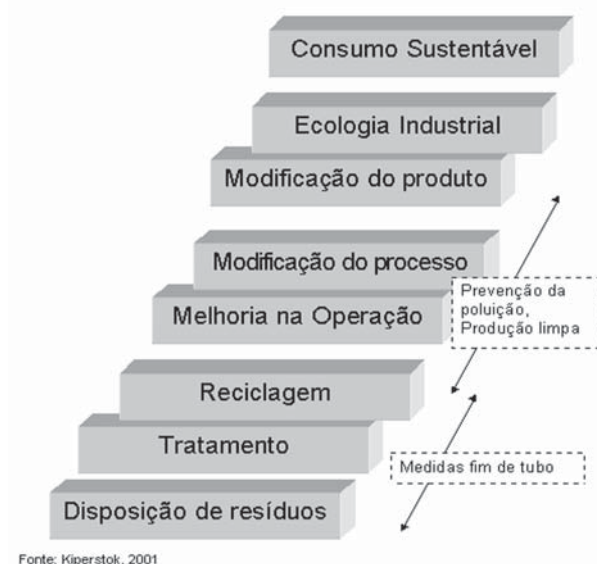 Consumo Sustentável
Ecologia Industrial
Modificação do produto
Modificação do processo
Melhoria na Operação
Prevenção da
poluição,
Produção limpa
Reciclagem
Tratamento
Medidas fim de tubo
Disposição de resíduos
Fonte: Kiperstok, 2001